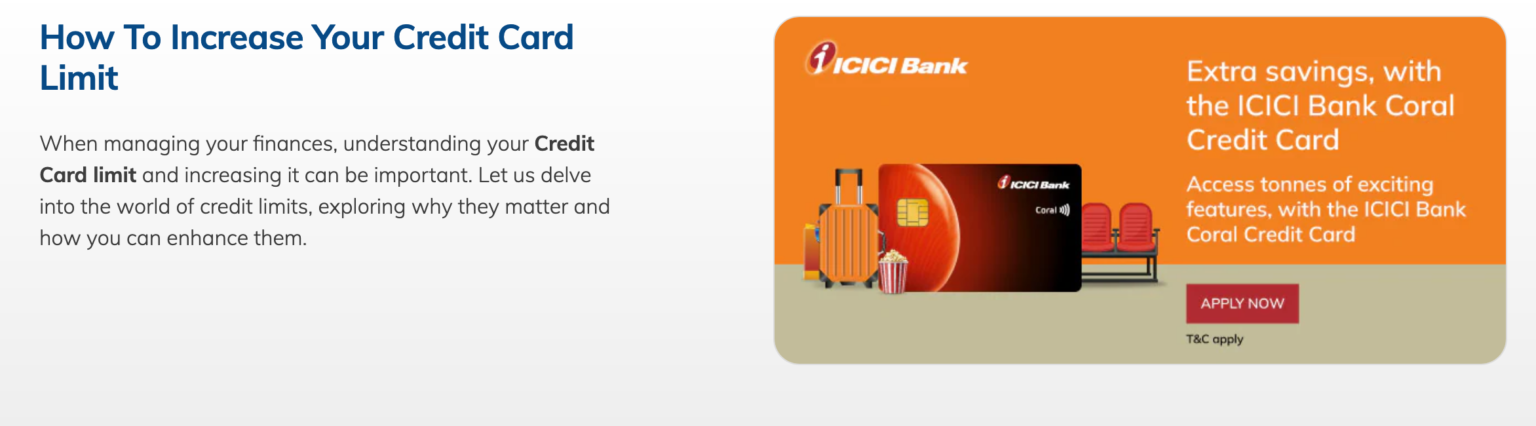 How To Increase Your Credit Card
Limit
When managing your finances, understanding your Credit
Card limit and increasing it can be important. Let us delve
into the world of credit limits, exploring why they matter and
how you can enhance them.
ICICI Bank
Extra savings, with
the ICICI Bank Coral
Credit Card
ICICI Bank
Coral
Access tonnes of exciting
features, with the ICICI Bank
Coral Credit Card
APPLY NOW
T&C apply